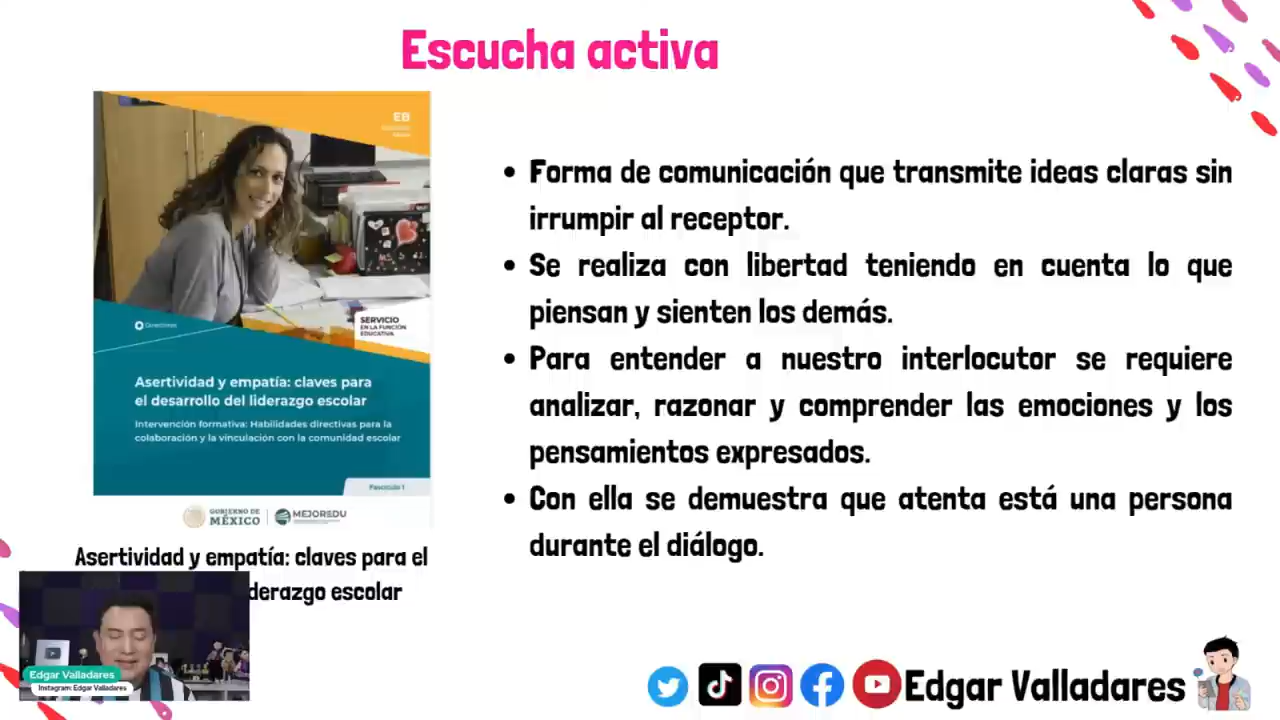 Escucha activa
EB
SERVICIO
EN LA FUNCIÓN
EDUCATIVA
Direcciones
Asertividad y empatía: claves para
el desarrollo del liderazgo escolar
Intervención formativa: Habilidades directivas para la
colaboración y la vinculación con la comunidad escolar
Fascículo 1
GOBIERNO DE
MÉXICO
MEJOREDU
Asertividad y empatía: claves para el
derazgo escolar
• Forma de comunicación que transmite ideas claras sin
irrumpir al receptor.
• Se realiza con libertad teniendo en cuenta lo que
piensan y sienten los demás.
• Para entender a nuestro interlocutor se requiere
analizar, razonar y comprender las emociones y los
pensamientos expresados.
• Con ella se demuestra que atenta está una persona
durante el diálogo.
Edgar Valladares
Instagram: Edgar Valladares
Edgar Valladares